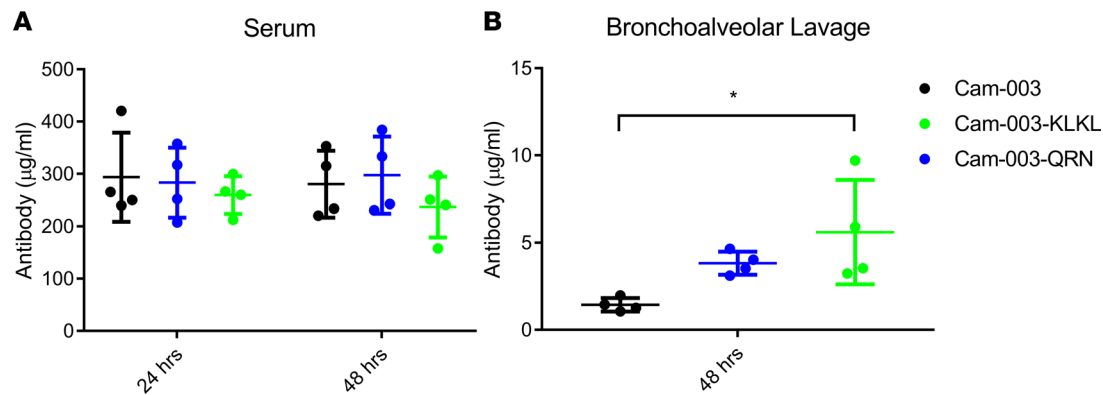 A
Serum
Antibody (µg/ml)
500
400
300
200
100
0
24 hrs
48 hrs
B
Bronchoalveolar Lavage
Antibody (µg/ml)
15
10
5
0
*
48 hrs
Cam-003
Cam-003-KLKL
Cam-003-QRN